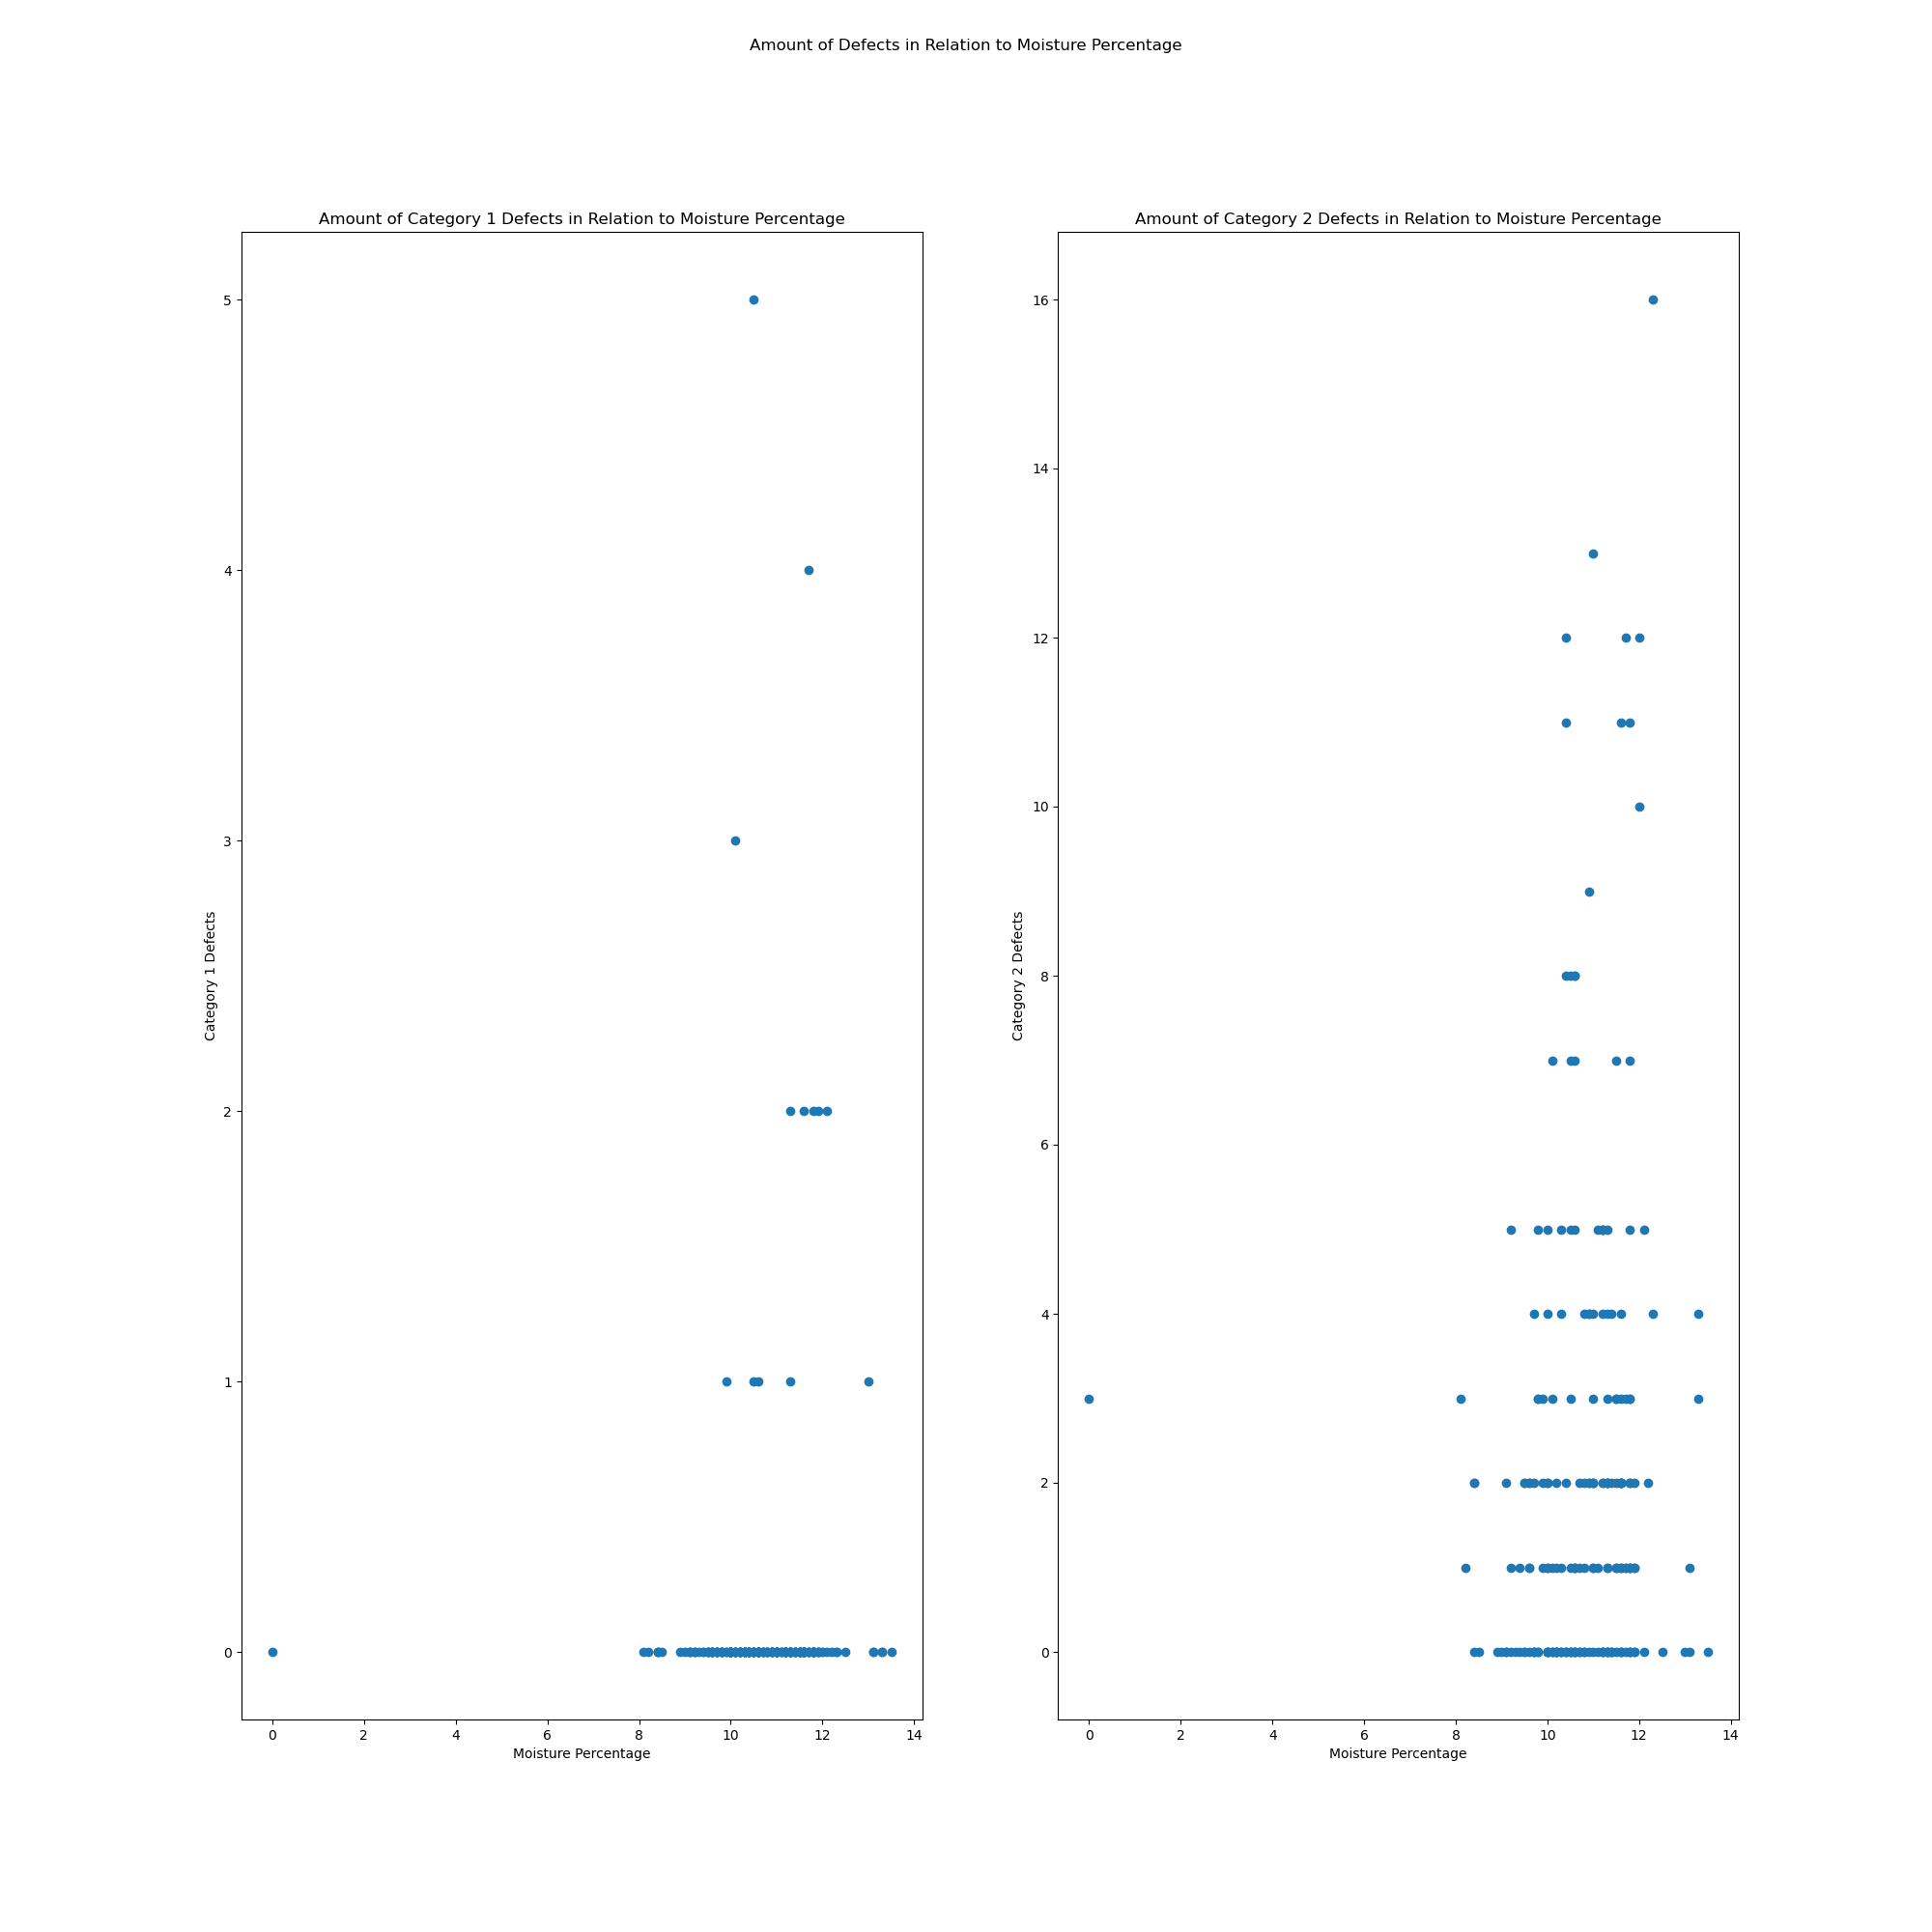 Amount of Defects in Relation to Moisture Percentage
Amount of Category 1 Defects in Relation to Moisture Percentage
5
4
3
2
1
0
Category 1 Defects
0 2 4 6 8 10 12 14
Moisture Percentage
Amount of Category 2 Defects in Relation to Moisture Percentage
16
14
12
10
8
6
4
2
0
Category 2 Defects
0 2 4 6 8 10 12 14
Moisture Percentage